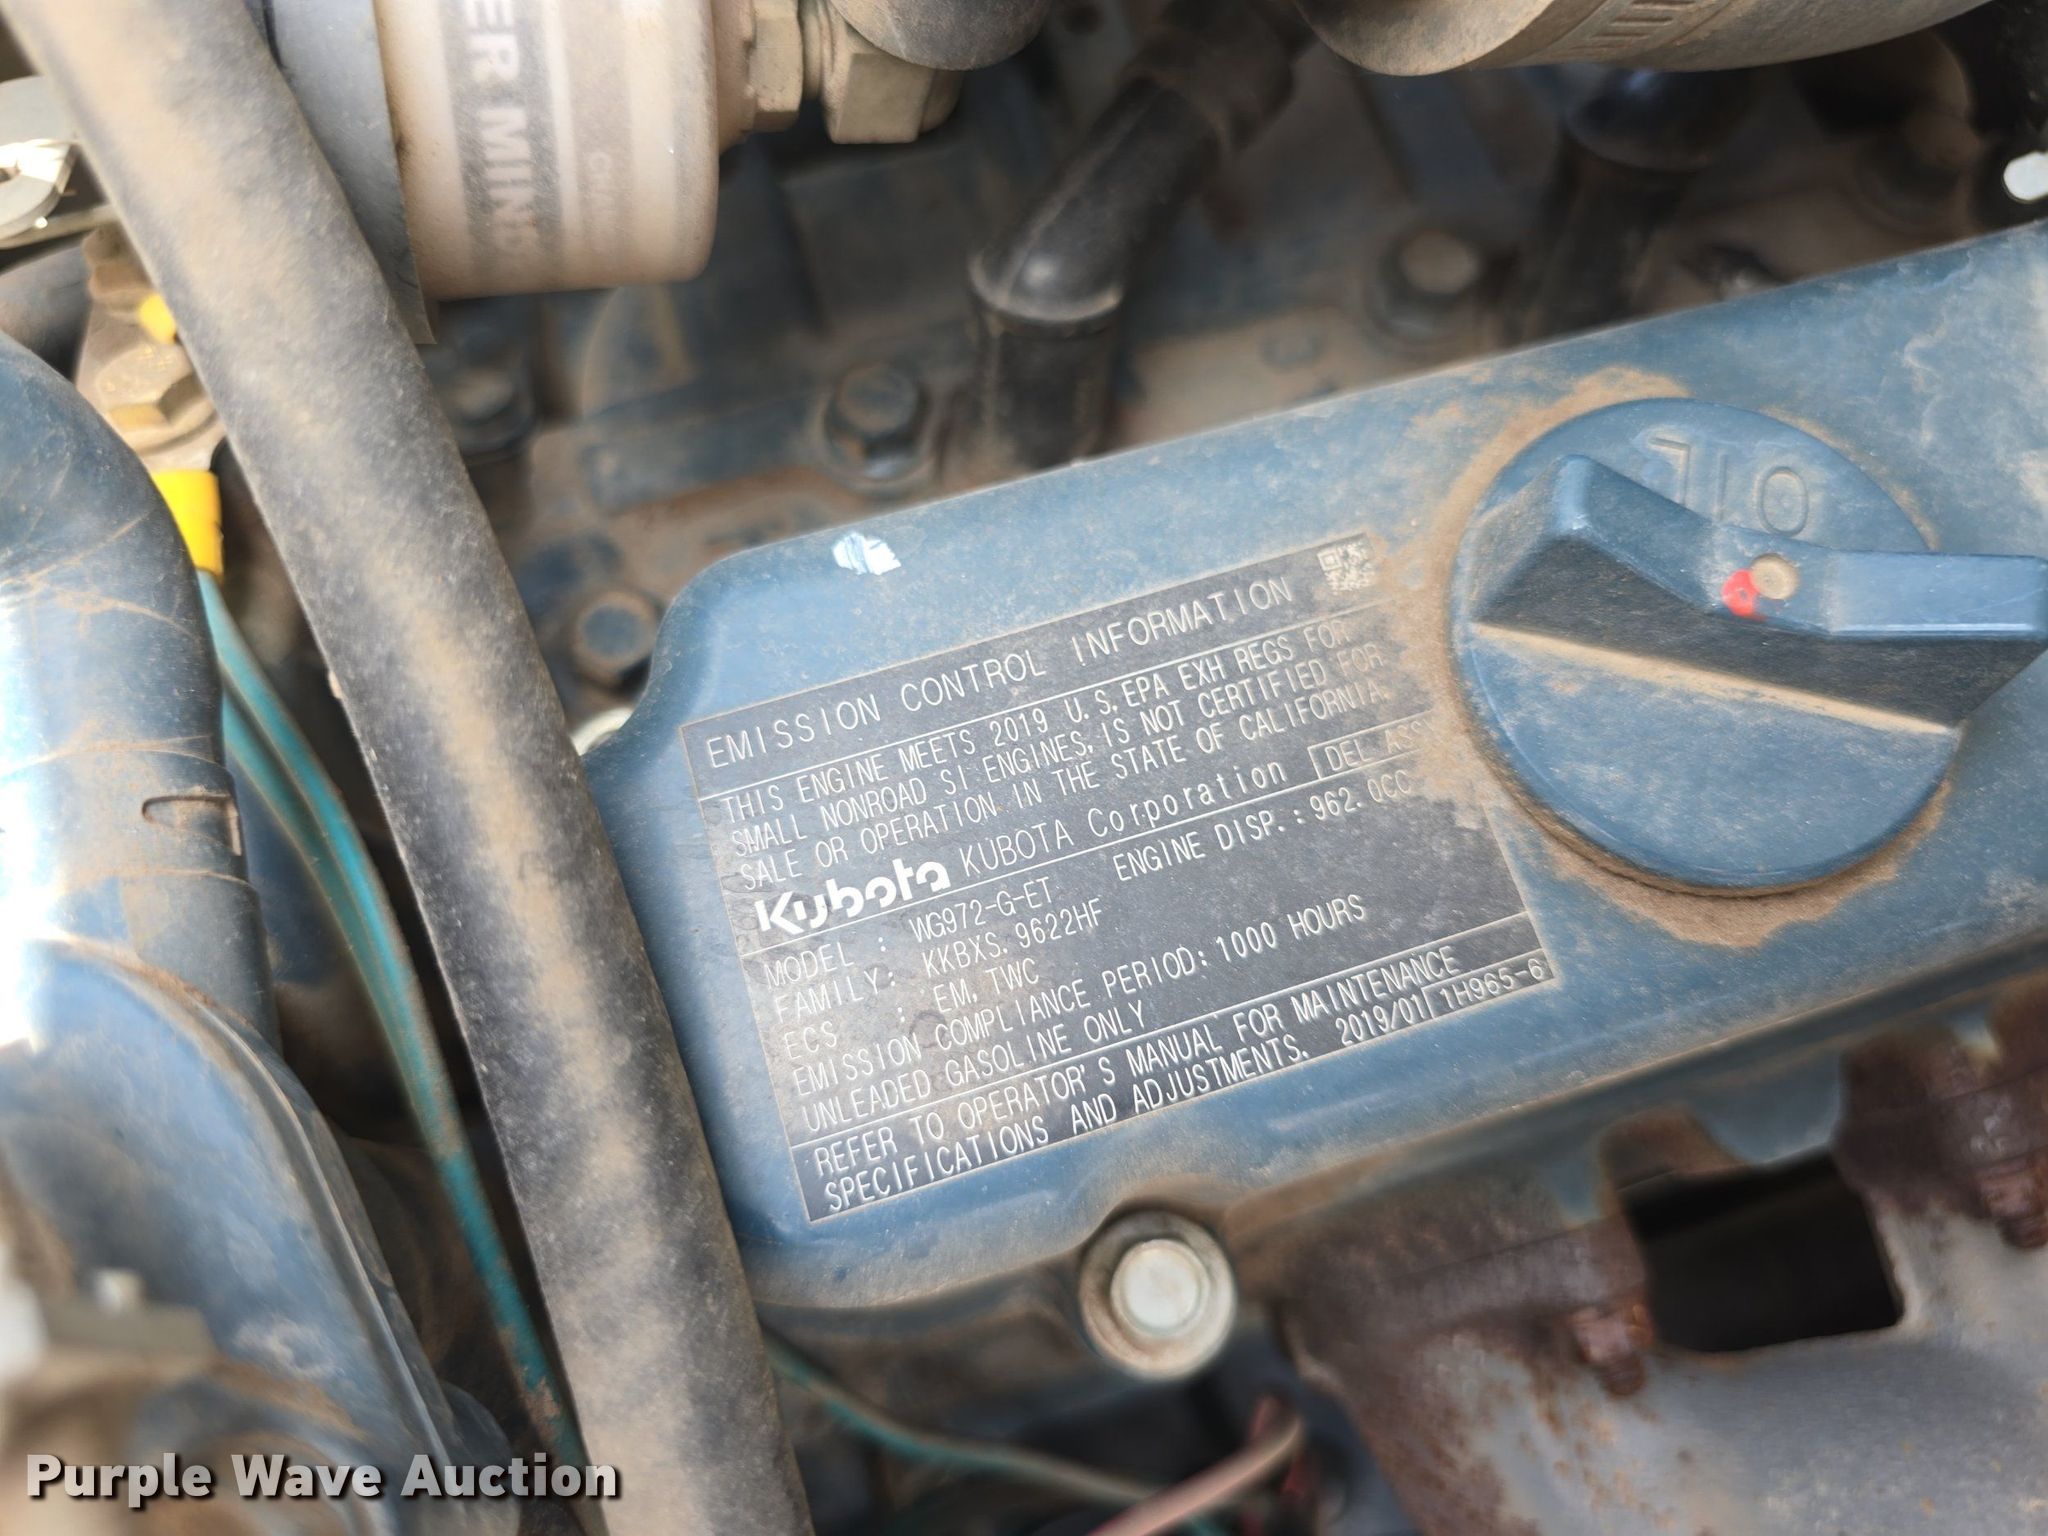 ER MIN
OIL
EMISSION CONTROL INFORMATION
THIS ENGINE MEETS 2019 U.S.EPA EXH REGS FOR
SMALL NONROAD SI ENGINES, IS NOT CERTIFIED FOR
SALE OR OPERATION IN THE STATE OF CALIFORNIA.
Kubota KUBOTA Corporation DEL ASS
MODEL : WG972-G-ET ENGINE DISP.: 962.0CC
FAMILY: KKBXS.9622HF
ECS : EM, TWC
EMISSION COMPLIANCE PERIOD: 1000 HOURS
UNLEADED GASOLINE ONLY
REFER TO OPERATOR'S MANUAL FOR MAINTENANCE
SPECIFICATIONS AND ADJUSTMENTS. 2019/01 1H965-6
Purple Wave Auction